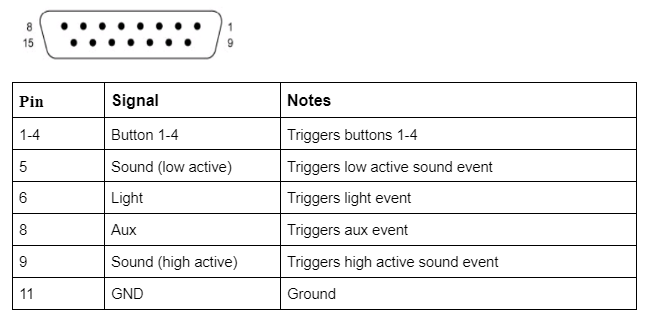 8 1
15 9
Pin Signal Notes
1-4 Button 1-4 Triggers buttons 1-4
5 Sound (low active) Triggers low active sound event
6 Light Triggers light event
8 Aux Triggers aux event
9 Sound (high active) Triggers high active sound event
11 GND Ground